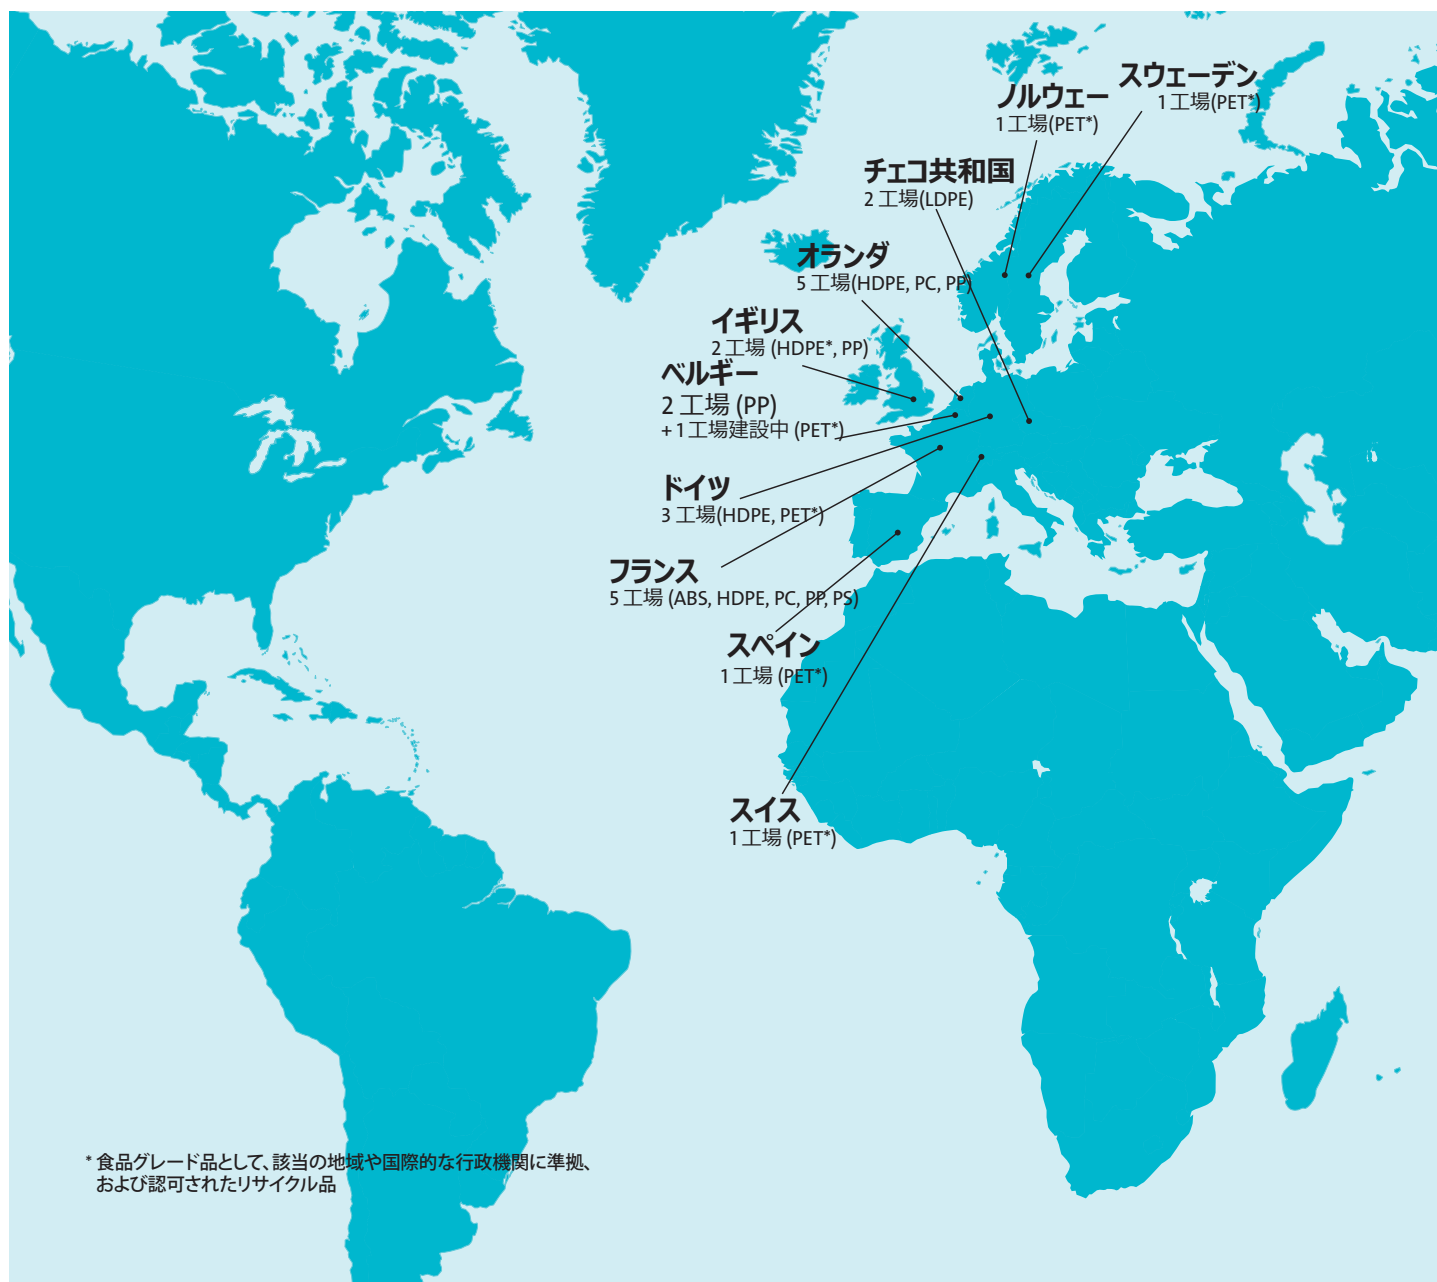 スウェーデン
1 工場(PET*)
ノルウェー
1 工場(PET*)
チェコ共和国
2 工場(LDPE)
オランダ
5 工場(HDPE, PC, PP)
イギリス
2 工場 (HDPE*, PP)
ベルギー
2 工場 (PP)
+ 1 工場建設中 (PET*)
ドイツ
3 工場(HDPE, PET*)
フランス
5 工場 (ABS, HDPE, PC, PP, PS)
スペイン
1 工場 (PET*)
スイス
1 工場 (PET*)
* 食品グレード品として、該当の地域や国際的な行政機関に準拠、
および認可されたリサイクル品